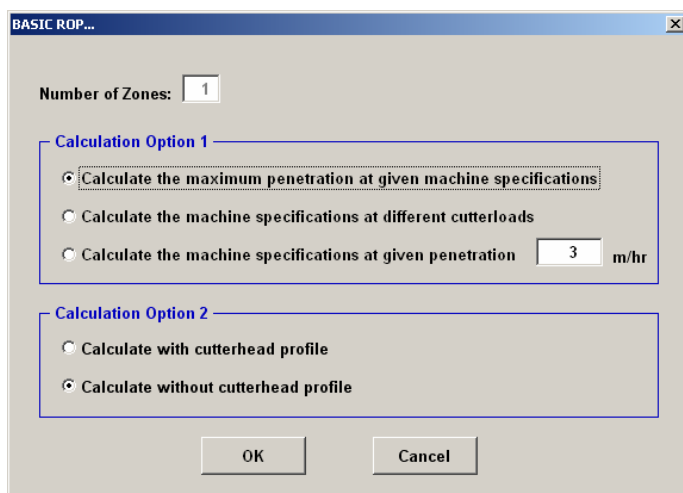 BASIC ROP...
Number of Zones: 1
Calculation Option 1
Calculate the maximum penetration at given machine specifications
Calculate the machine specifications at different cutterloads
Calculate the machine specifications at given penetration 3 m/hr
Calculation Option 2
Calculate with cutterhead profile
Calculate without cutterhead profile
OK Cancel